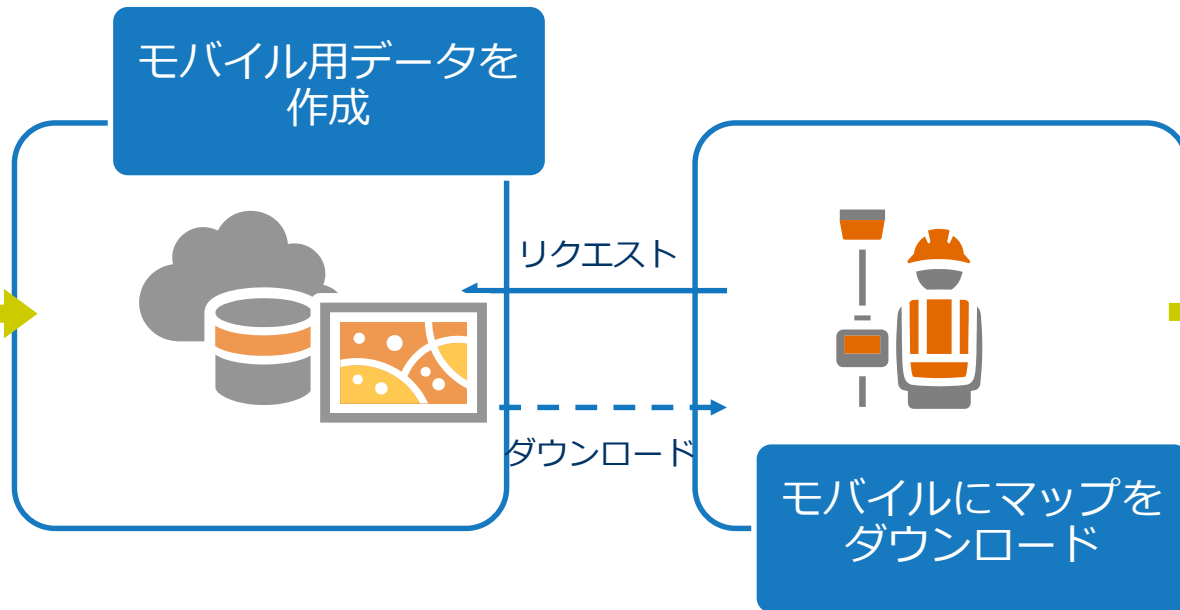 モバイル用データを
作成
リクエスト
ダウンロード
モバイルにマップを
ダウンロード